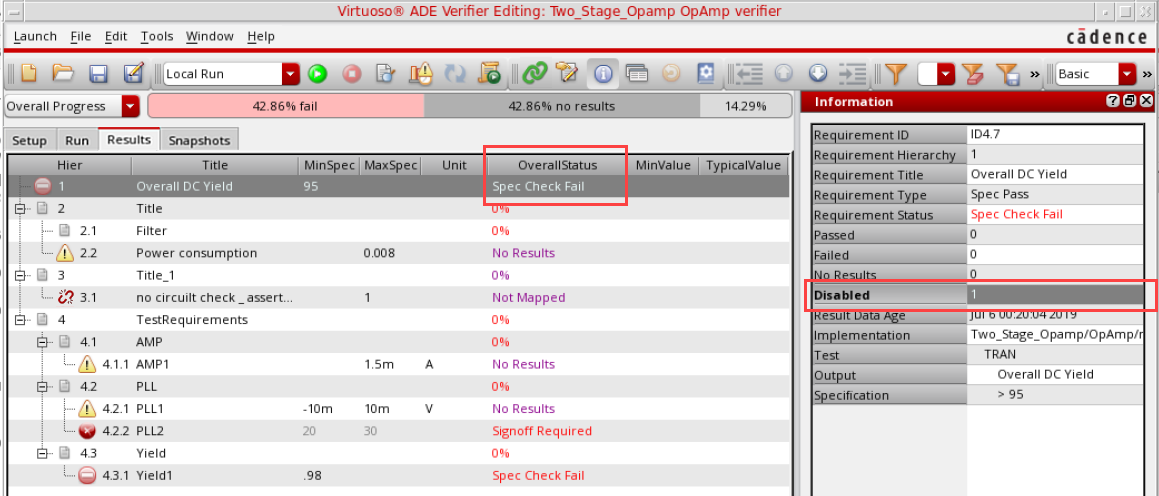 Virtuoso® ADE Verifier Editing: Two_Stage_Opamp OpAmp verifier
Launch File Edit Tools Window Help
cādence
Local Run
»
Basic
»
Overall Progress
42.86% fail
42.86% no results
14.29%
Setup Run Results Snapshots
Hier Title MinSpec MaxSpec Unit OverallStatus MinValue TypicalValue
1 Overall DC Yield 95 Spec Check Fail
2 Title 0%
2.1 Filter 0%
2.2 Power consumption 0.008 No Results
3 Title_1 0%
3.1 no circuilt check _ assert... 1 Not Mapped
4 TestRequirements 0%
4.1 AMP 0%
4.1.1 AMP1 1.5m A No Results
4.2 PLL 0%
4.2.1 PLL1 -10m 10m V No Results
4.2.2 PLL2 20 30 Signoff Required
4.3 Yield 0%
4.3.1 Yield1 .98 Spec Check Fail
Information
Requirement ID ID4.7
Requirement Hierarchy 1
Requirement Title Overall DC Yield
Requirement Type Spec Pass
Requirement Status Spec Check Fail
Passed 0
Failed 0
No Results 0
Disabled 1
Result Data Age Jul 6 00:20:04 2019
Implementation Two_Stage_Opamp/OpAmp/r
Test TRAN
Output Overall DC Yield
Specification > 95